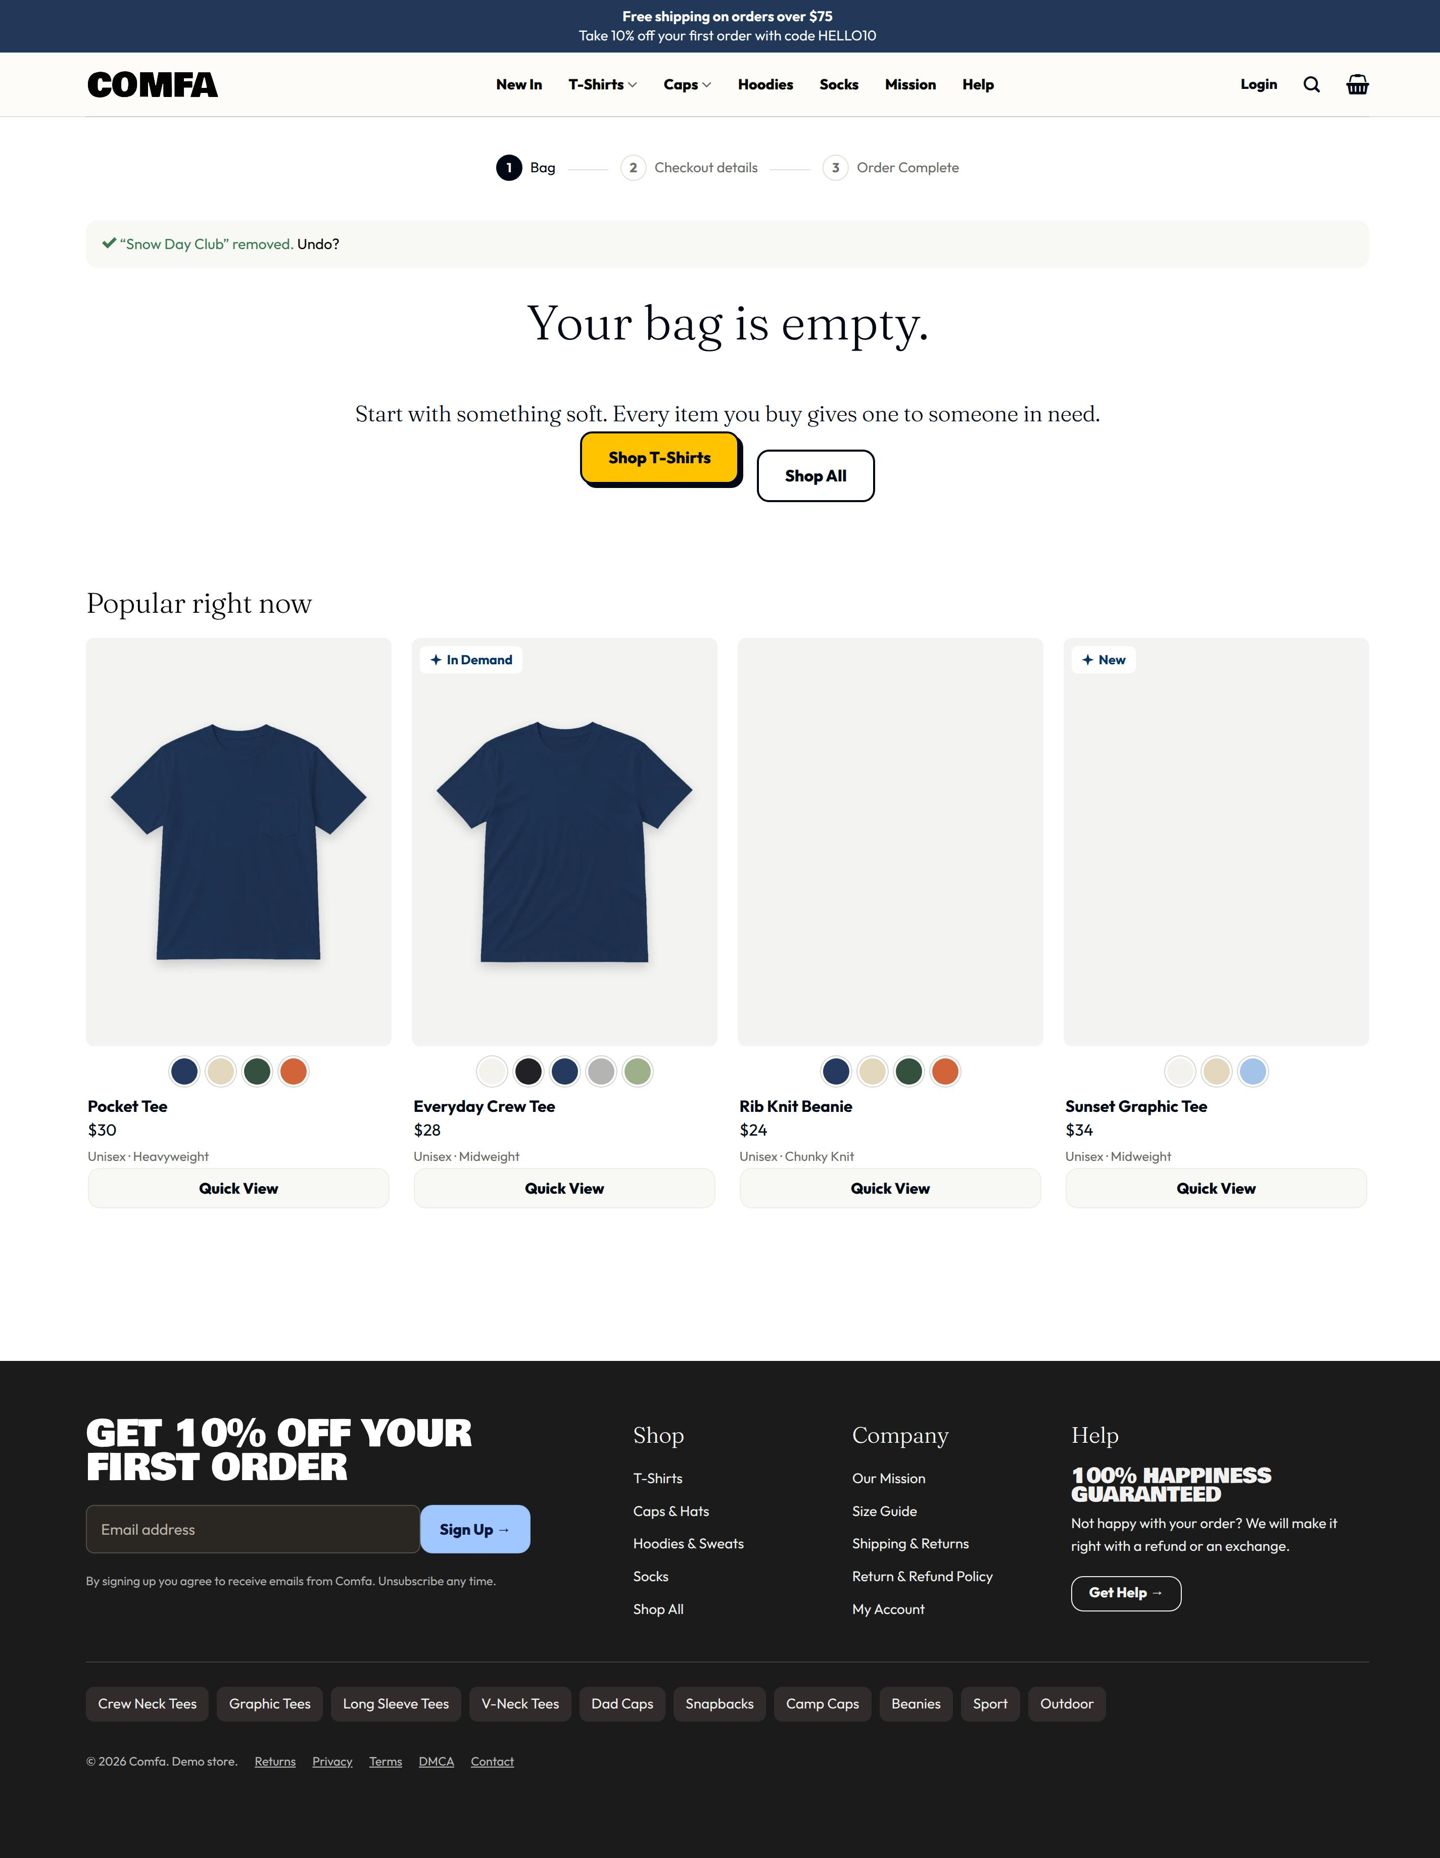 Free shipping on orders over $75
Take 10% off your first order with code HELLO10
COMFA
New In
T-Shirts
Caps
Hoodies
Socks
Mission
Help
Login
1 Bag
2 Checkout details
3 Order Complete
“Snow Day Club” removed. Undo?
Your bag is empty.
Start with something soft. Every item you buy gives one to someone in need.
Shop T-Shirts
Shop All
Popular right now
Pocket Tee
$30
Unisex · Heavyweight
Quick View
In Demand
Everyday Crew Tee
$28
Unisex · Midweight
Quick View
Rib Knit Beanie
$24
Unisex · Chunky Knit
Quick View
New
Sunset Graphic Tee
$34
Unisex · Midweight
Quick View
GET 10% OFF YOUR
FIRST ORDER
Email address
Sign Up →
By signing up you agree to receive emails from Comfa. Unsubscribe any time.
Shop
T-Shirts
Caps & Hats
Hoodies & Sweats
Socks
Shop All
Company
Our Mission
Size Guide
Shipping & Returns
Return & Refund Policy
My Account
Help
100% HAPPINESS
GUARANTEED
Not happy with your order? We will make it
right with a refund or an exchange.
Get Help →
Crew Neck Tees
Graphic Tees
Long Sleeve Tees
V-Neck Tees
Dad Caps
Snapbacks
Camp Caps
Beanies
Sport
Outdoor
© 2026 Comfa. Demo store.
Returns
Privacy
Terms
DMCA
Contact